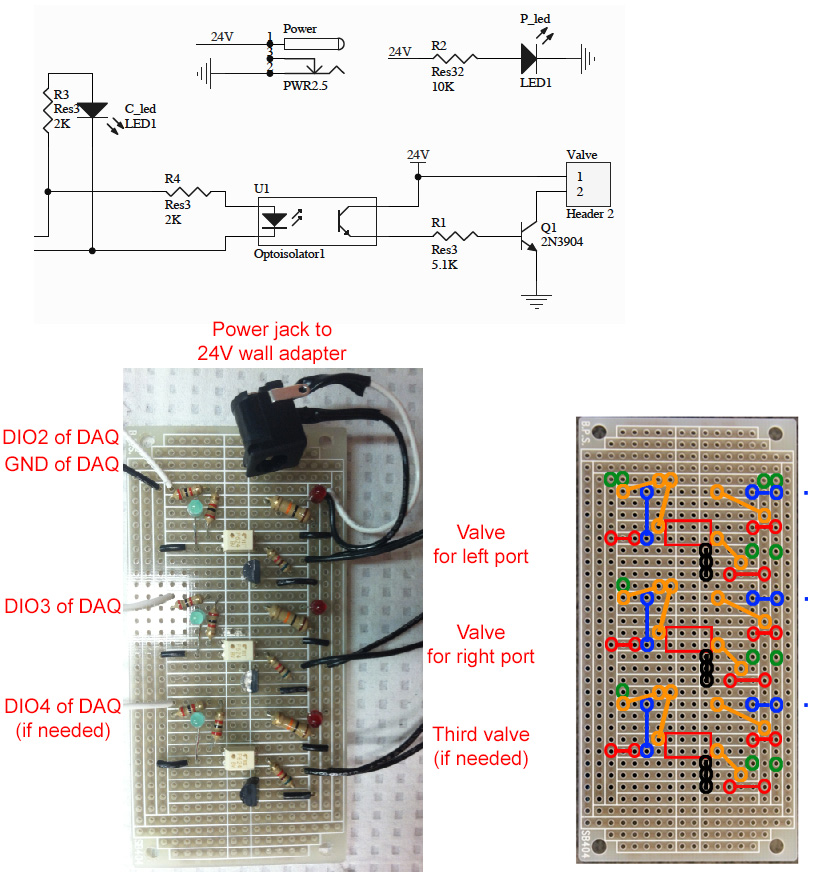 P_led
24V
1
Power
3
2
PWR2.5
24V
R2
Res32
10K
LED1
R3
Res3
2K
C_led
LED1
24V
Valve
1
2
Header 2
R4
Res3
2K
U1
Optoisolator1
R1
Res3
5.1K
Q1
2N3904
Power jack to
24V wall adapter
DIO2 of DAQ
GND of DAQ
Valve
for left port
DIO3 of DAQ
Valve
for right port
DIO4 of DAQ
(if needed)
Third valve
(if needed)
SB404